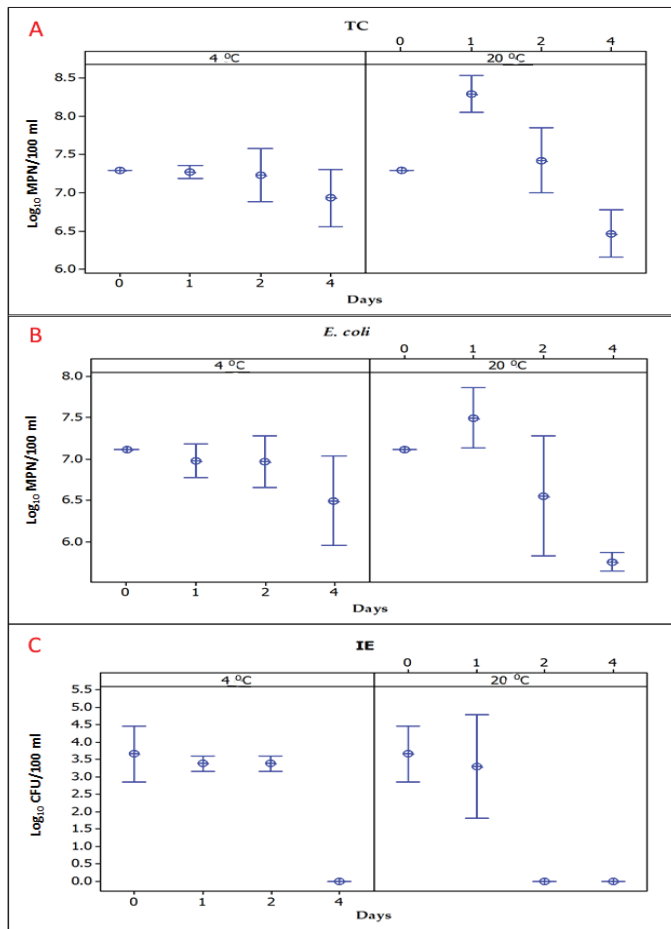 A
TC
0 1 2 4
4 °C 20 °C
Log10 MPN/100 ml
8.5
8.0
7.5
7.0
6.5
6.0
0 1 2 4
Days
B
E. coli
0 1 2 4
4 °C 20 °C
Log10 MPN/100 ml
8.0
7.5
7.0
6.5
6.0
0 1 2 4
Days
C
IE
0 1 2 4
4 °C 20 °C
Log10 CFU/100 ml
5.5
5.0
4.5
4.0
3.5
3.0
2.5
2.0
1.5
1.0
0.5
0.0
0 1 2 4
Days